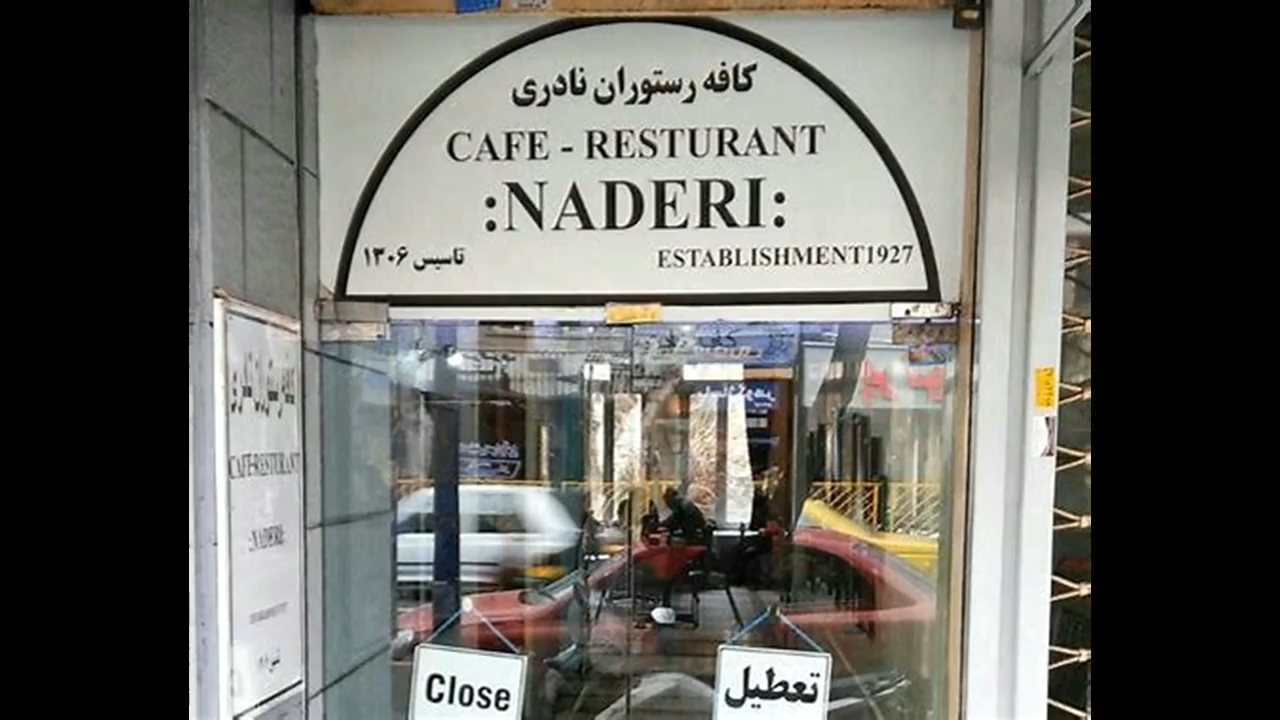 کافه رستوران نادری
CAFE - RESTURANT
:NADERI:
تاسیس ۱۳۰۶
ESTABLISHMENT1927
CAFE-RESTURANT
:NADERI:
Close
تعطیل